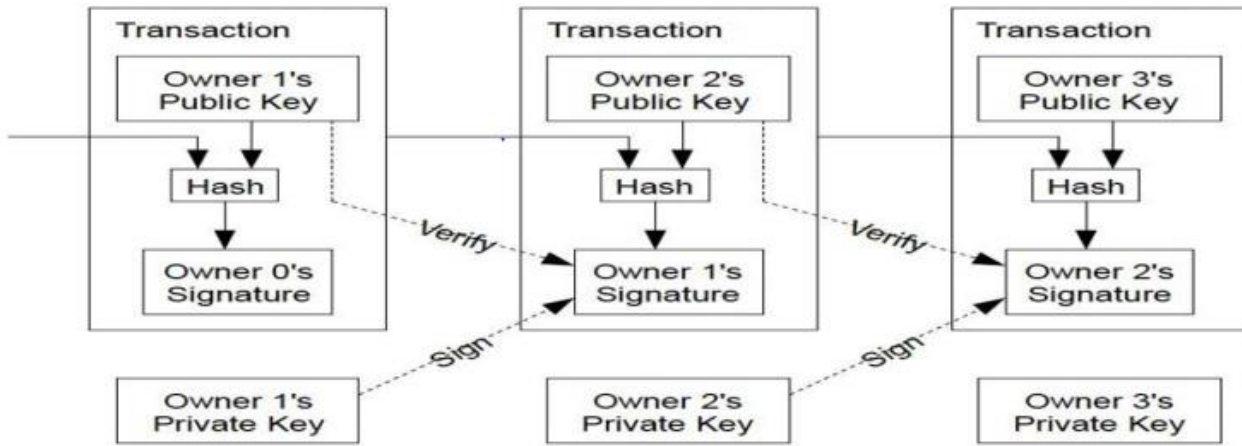 Transaction
Owner 1's
Public Key
Hash
Owner 0's
Signature
Transaction
Owner 2's
Public Key
Hash
Verify
Owner 1's
Signature
Transaction
Owner 3's
Public Key
Hash
Verify
Owner 2's
Signature
Sign
Sign
Owner 1's
Private Key
Owner 2's
Private Key
Owner 3's
Private Key